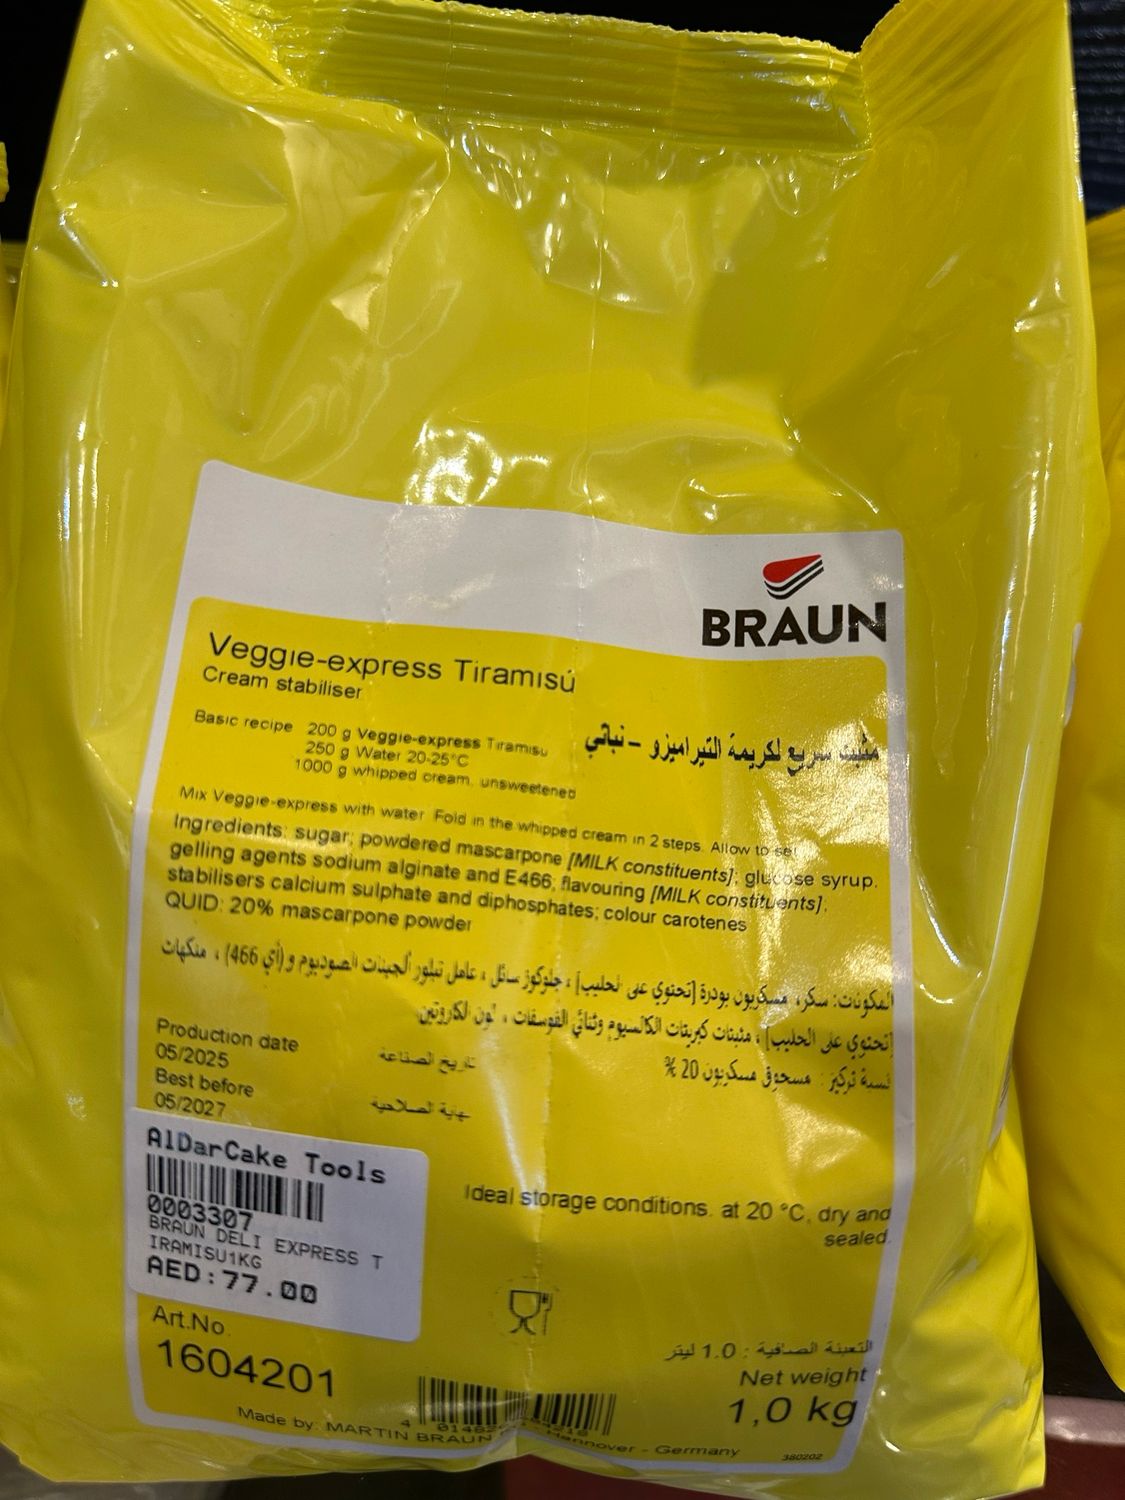 BRAUN
Veggie-express Tiramisú
Cream stabiliser
مثبت سريع لكريمة التيراميزو - نباتي
Basic recipe 200 g Veggie-express Tiramisu
250 g Water 20-25°C
1000 g whipped cream, unsweetened
Mix Veggie-express with water. Fold in the whipped cream in 2 steps. Allow to set
Ingredients: sugar; powdered mascarpone [MILK constituents]; glucose syrup.
gelling agents sodium alginate and E466; flavouring [MILK constituents];
stabilisers calcium sulphate and diphosphates; colour carotenes
QUID: 20% mascarpone powder
المكونات: سكر، مسكربون بودرة [تحتوي على الحليب] ، جلوكوز سائل ، عامل تبلور ألجينات الصوديوم و (أي 466) ، منكهات
[تحتوي على الحليب] ، مثبتات كبريتات الكالسيوم وثنائي الفوسفات ، لون الكاروتين
نسبة تركيز : مسحوق مسكربون 20 %
Production date تاريخ الصناعة
05/2025
Best before نهاية الصلاحية
05/2027
AlDarCake Tools
0003307
BRAUN DELI EXPRESS T
IRAMISU1KG
AED:77.00
Ideal storage conditions. at 20 °C, dry and
sealed.
Art.No.
1604201
التعبئة الصافية : 1.0 ليتر
Net weight
1,0 kg
Made by: MARTIN BRAUN - Hannover - Germany
380202